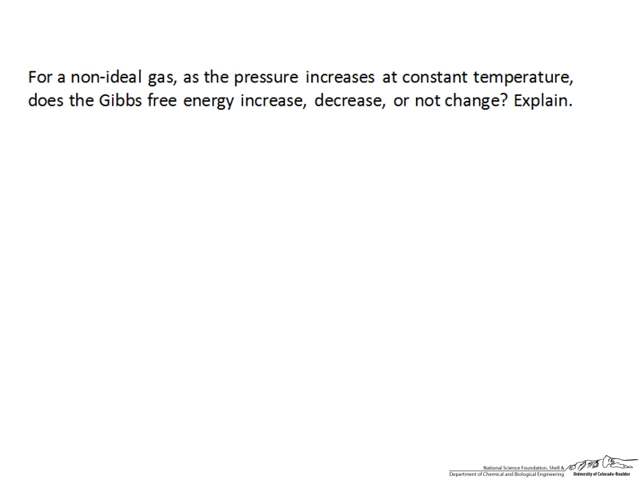 For a non-ideal gas, as the pressure increases at constant temperature,
does the Gibbs free energy increase, decrease, or not change? Explain.
National Science Foundation, Shell &
Department of Chemical and Biological Engineering
University of Colorado-Boulder